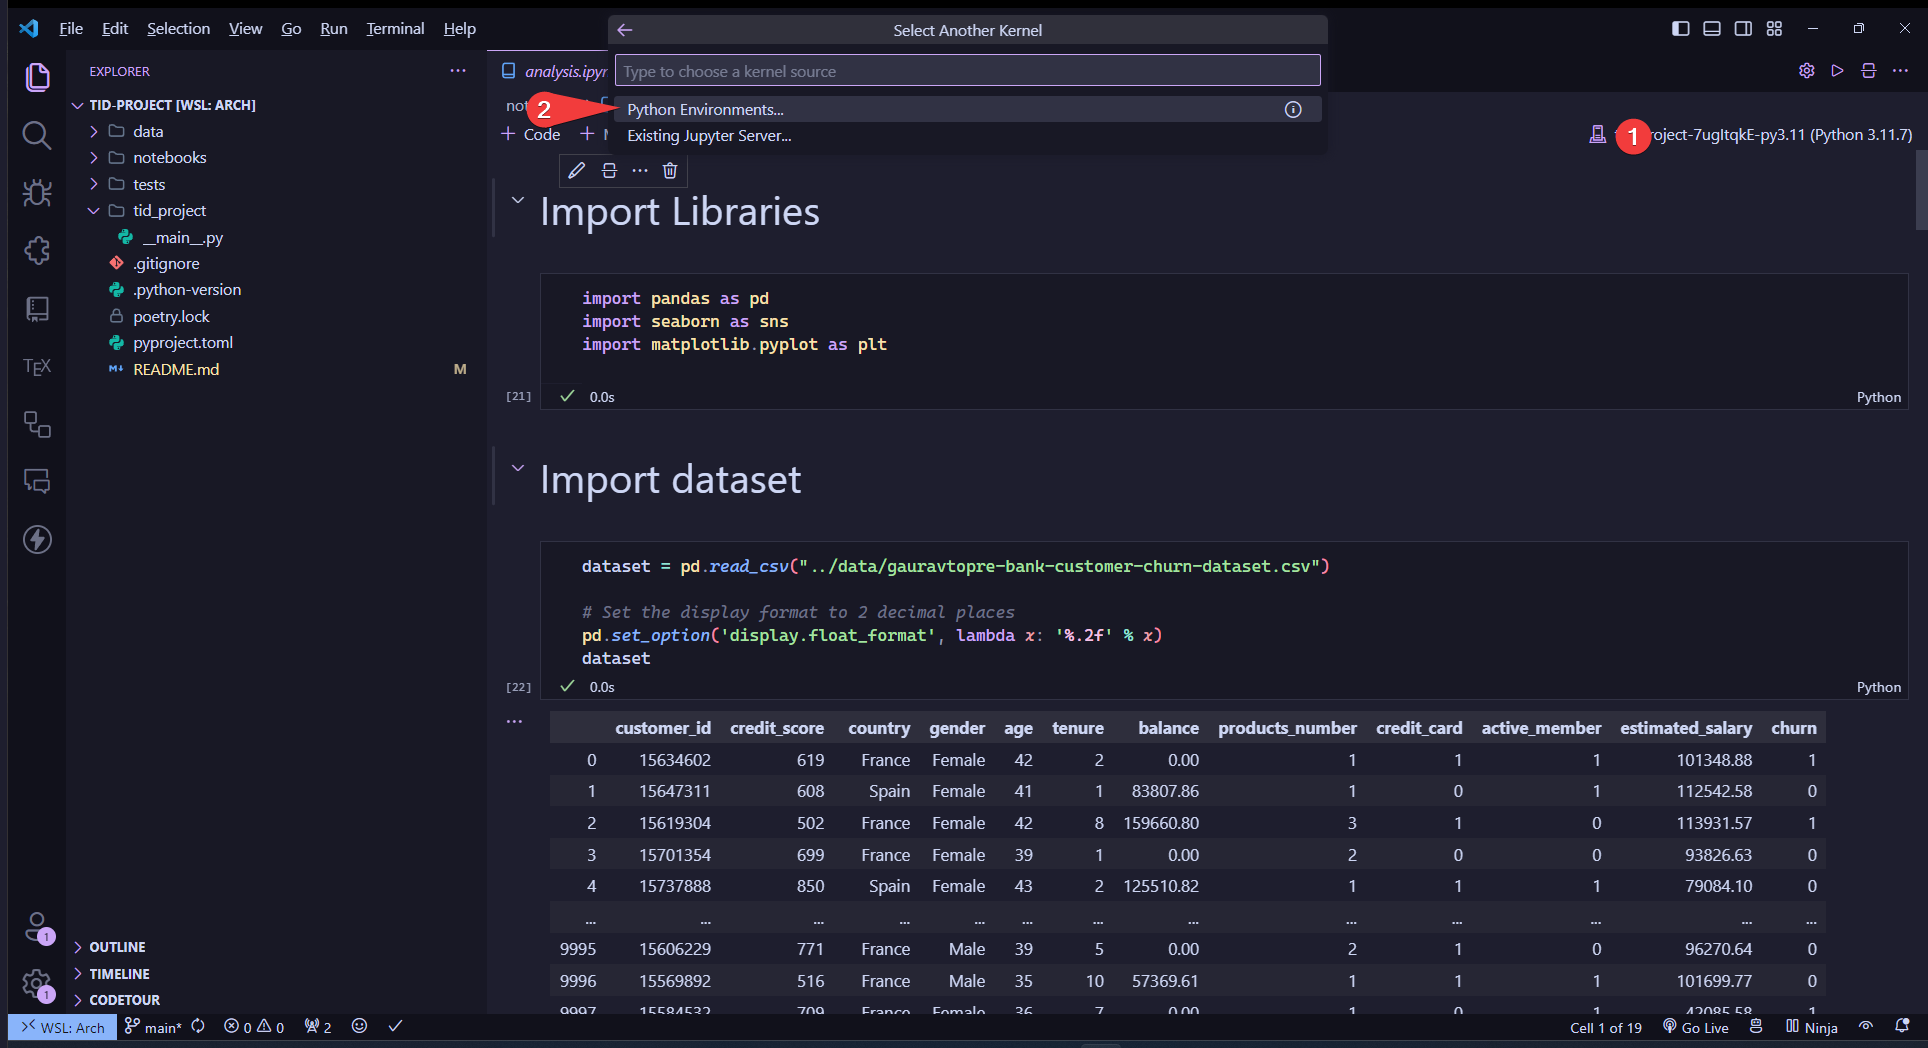 File Edit Selection View Go Run Terminal Help
Select Another Kernel
Type to choose a kernel source
Python Environments...
Existing Jupyter Server...
2
1
EXPLORER
TID-PROJECT [WSL: ARCH]
data
notebooks
tests
tid_project
__main__.py
.gitignore
.python-version
poetry.lock
pyproject.toml
README.md M
OUTLINE
TIMELINE
CODETOUR
1
1
TEX
analysis.ipyn
not
+ Code + M
roject-7ugItqkE-py3.11 (Python 3.11.7)
Import Libraries
import pandas as pd
import seaborn as sns
import matplotlib.pyplot as plt
[21] 0.0s Python
Import dataset
dataset = pd.read_csv("../data/gauravtopre-bank-customer-churn-dataset.csv")
# Set the display format to 2 decimal places
pd.set_option('display.float_format', lambda x: '%.2f' % x)
dataset
[22] 0.0s Python
...
customer_id credit_score country gender age tenure balance products_number credit_card active_member estimated_salary churn
0 15634602 619 France Female 42 2 0.00 1 1 1 101348.88 1
1 15647311 608 Spain Female 41 1 83807.86 1 0 1 112542.58 0
2 15619304 502 France Female 42 8 159660.80 3 1 0 113931.57 1
3 15701354 699 France Female 39 1 0.00 2 0 0 93826.63 0
4 15737888 850 Spain Female 43 2 125510.82 1 1 1 79084.10 0
... ... ... ... ... ... ... ... ... ... ... ... ...
9995 15606229 771 France Male 39 5 0.00 2 1 0 96270.64 0
9996 15569892 516 France Male 35 10 57369.61 1 1 1 101699.77 0
9997 15584532 709 France Female 36 7 0.00 1 0 1 42085.58 1
WSL: Arch main* 0 0 2
Cell 1 of 19 Go Live Ninja